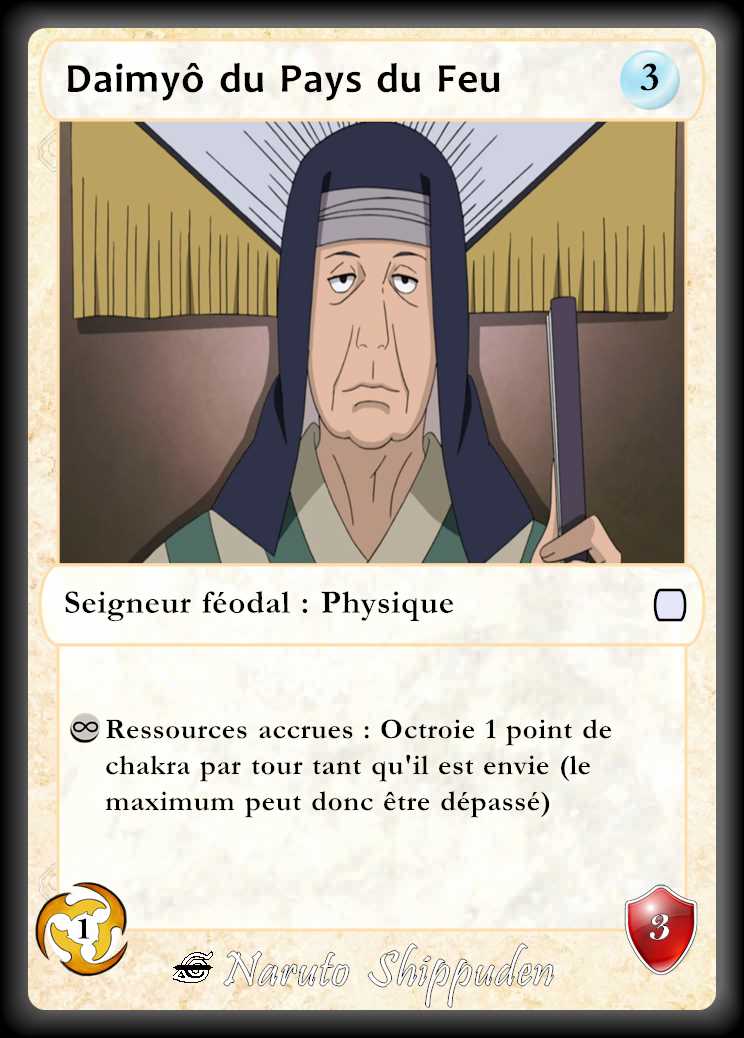 Daimyô du Pays du Feu
3
Seigneur féodal : Physique
Ressources accrues : Octroie 1 point de
chakra par tour tant qu'il est envie (le
maximum peut donc être dépassé)
1
3
Naruto Shippuden